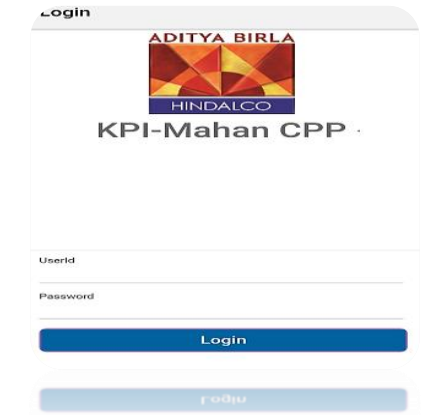 Login
ADITYA BIRLA
HINDALCO
KPI-Mahan CPP
UserId
Password
Login